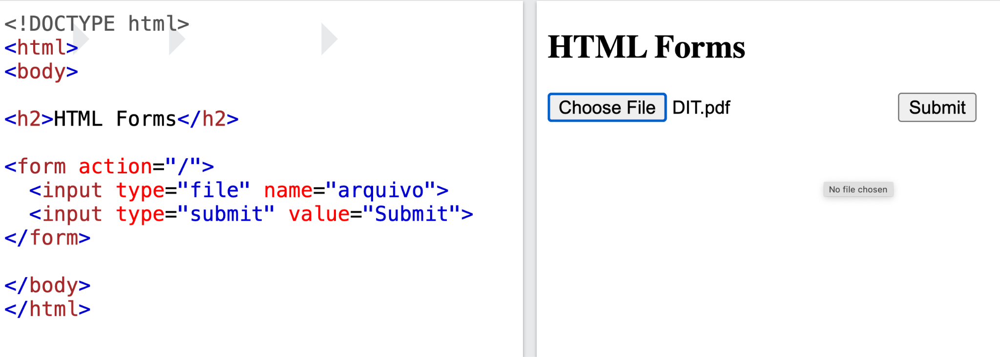 <!DOCTYPE html>
<html>
<body>
<h2>HTML Forms</h2>
<form action="/">
<input type="file" name="arquivo">
<input type="submit" value="Submit">
</form>
</body>
</html>
HTML Forms
Choose File DIT.pdf Submit
No file chosen